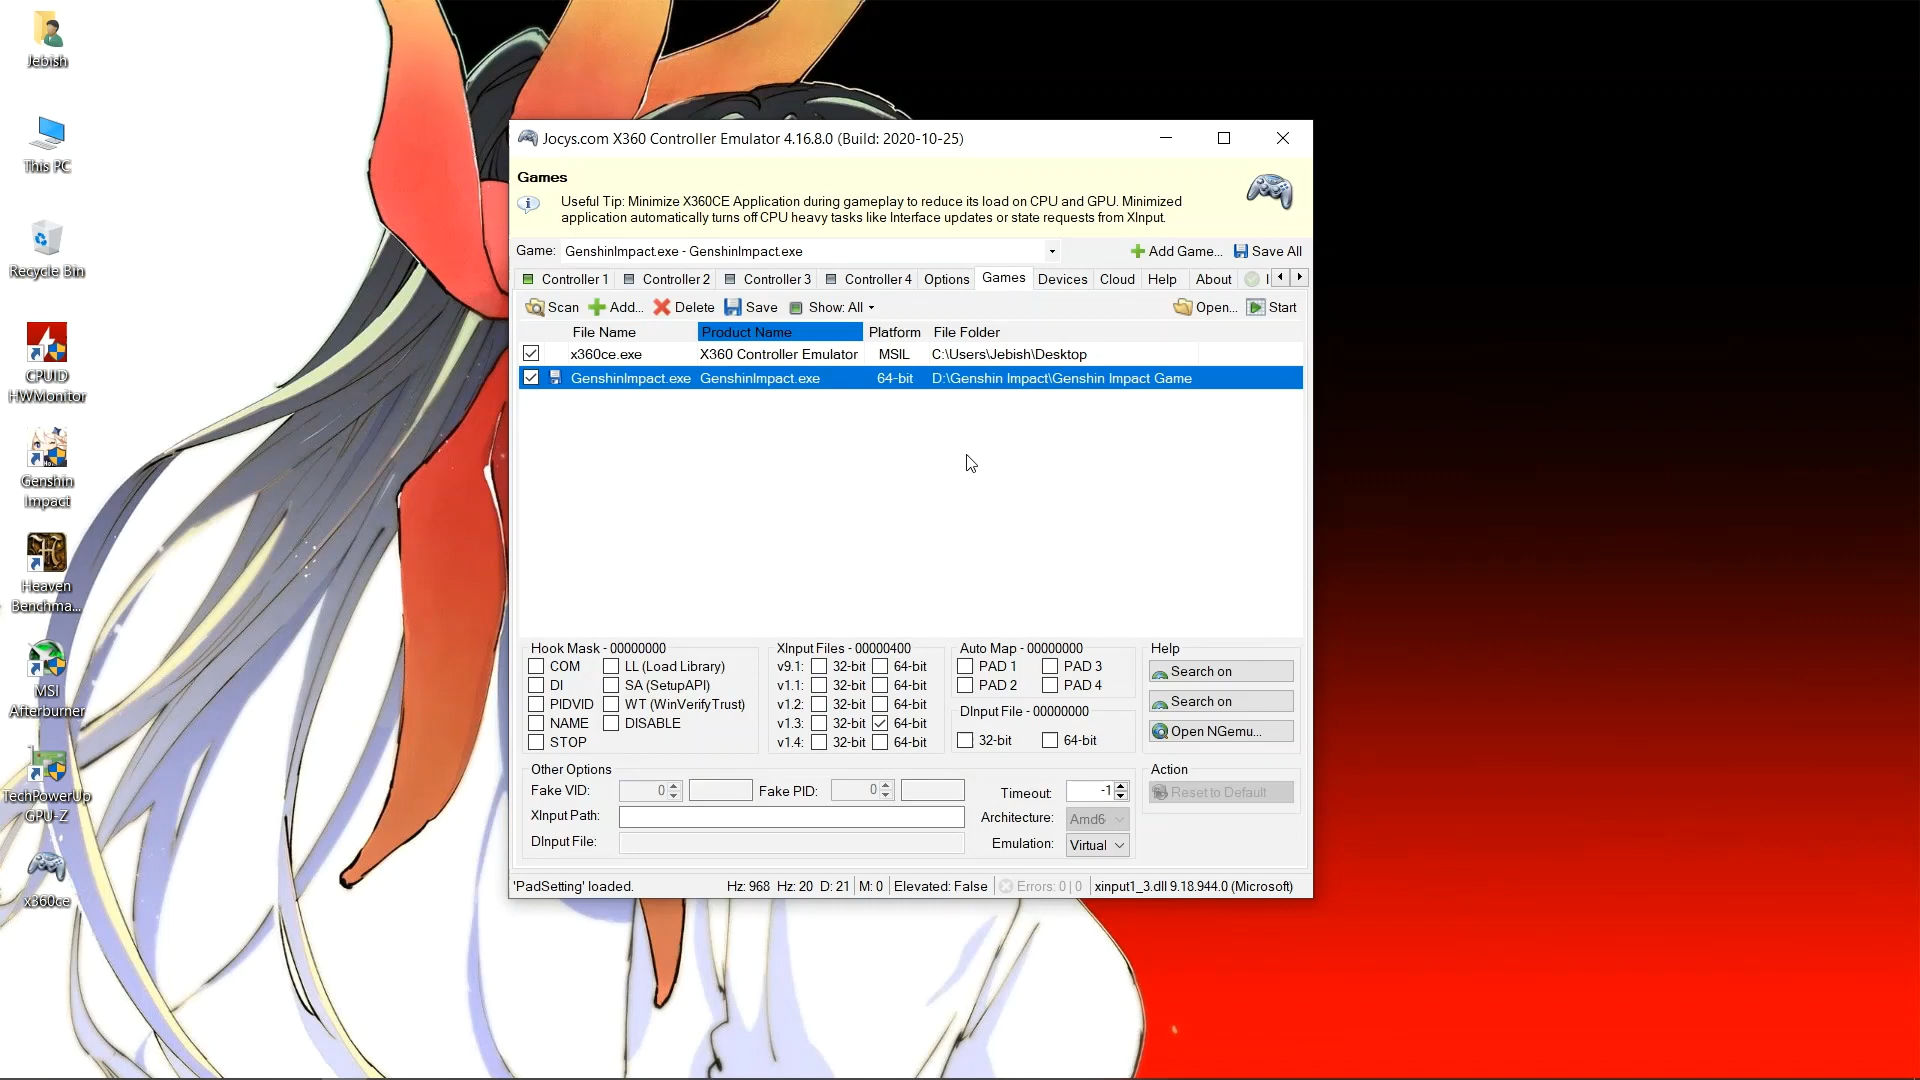 Jebish
This PC
Recycle Bin
CPUID
HWMonitor
Genshin
Impact
Heaven
Benchma...
MSI
Afterburner
TechPowerUp
GPU-Z
x360ce
Jocys.com X360 Controller Emulator 4.16.8.0 (Build: 2020-10-25)
Games
Useful Tip: Minimize X360CE Application during gameplay to reduce its load on CPU and GPU. Minimized
application automatically turns off CPU heavy tasks like Interface updates or state requests from XInput.
Game: GenshinImpact.exe - GenshinImpact.exe Add Game... Save All
Controller 1 Controller 2 Controller 3 Controller 4 Options Games Devices Cloud Help About
Scan Add... Delete Save Show: All Open... Start
File Name Product Name Platform File Folder
x360ce.exe X360 Controller Emulator MSIL C:\Users\Jebish\Desktop
GenshinImpact.exe GenshinImpact.exe 64-bit D:\Genshin Impact\Genshin Impact Game
Hook Mask - 00000000
COM LL (Load Library)
DI SA (SetupAPI)
PIDVID WT (WinVerifyTrust)
NAME DISABLE
STOP
XInput Files - 00000400
v9.1: 32-bit 64-bit
v1.1: 32-bit 64-bit
v1.2: 32-bit 64-bit
v1.3: 32-bit 64-bit
v1.4: 32-bit 64-bit
Auto Map - 00000000
PAD 1 PAD 3
PAD 2 PAD 4
DInput File - 00000000
32-bit 64-bit
Help
Search on
Search on
Open NGemu...
Other Options
Fake VID: 0 Fake PID: 0 Timeout: -1
XInput Path: Architecture: Amd6
DInput File: Emulation: Virtual
Action
Reset to Default
'PadSetting' loaded. Hz: 968 Hz: 20 D: 21 M: 0 Elevated: False Errors: 0 | 0 xinput1_3.dll 9.18.944.0 (Microsoft)